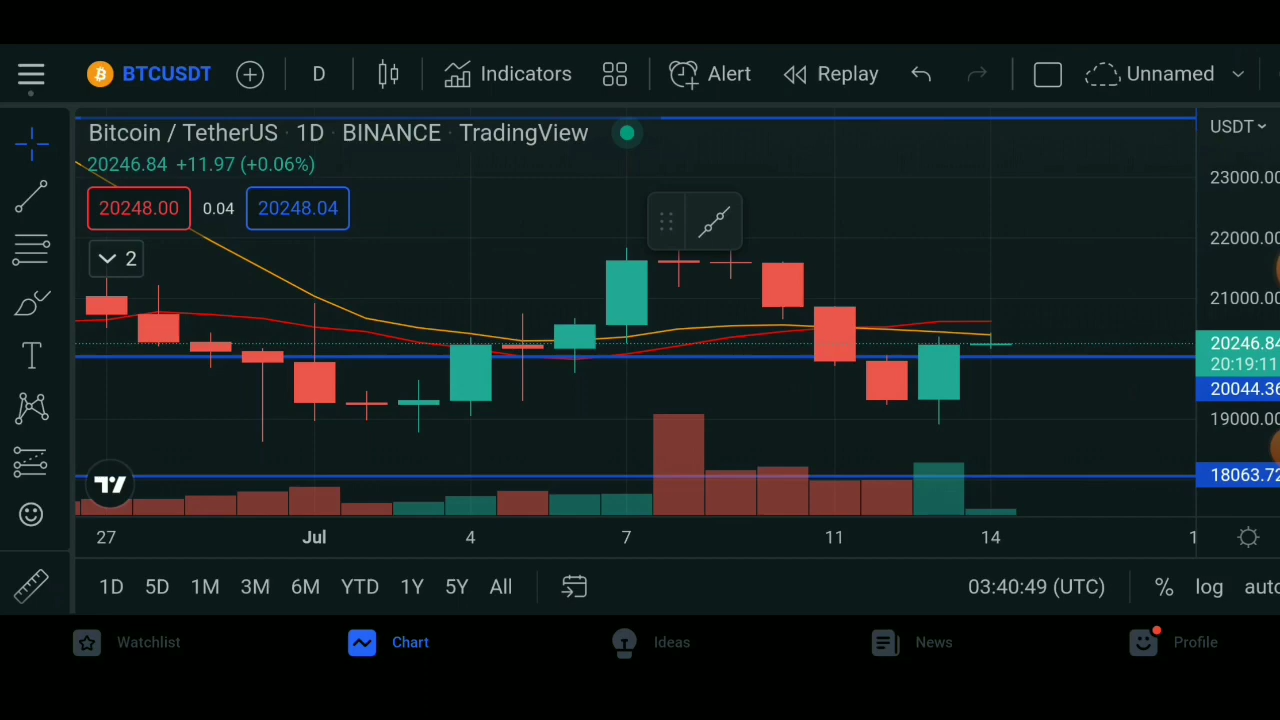 BTCUSDT D Indicators Alert Replay Unnamed
Bitcoin / TetherUS · 1D · BINANCE · TradingView
USDT
20246.84 +11.97 (+0.06%)
23000.00
20248.00 0.04 20248.04
22000.00
2
21000.00
20246.84
20:19:11
20044.36
19000.00
18063.72
27 Jul 4 7 11 14 1
1D 5D 1M 3M 6M YTD 1Y 5Y All 03:40:49 (UTC) % log auto
Watchlist Chart Ideas News Profile